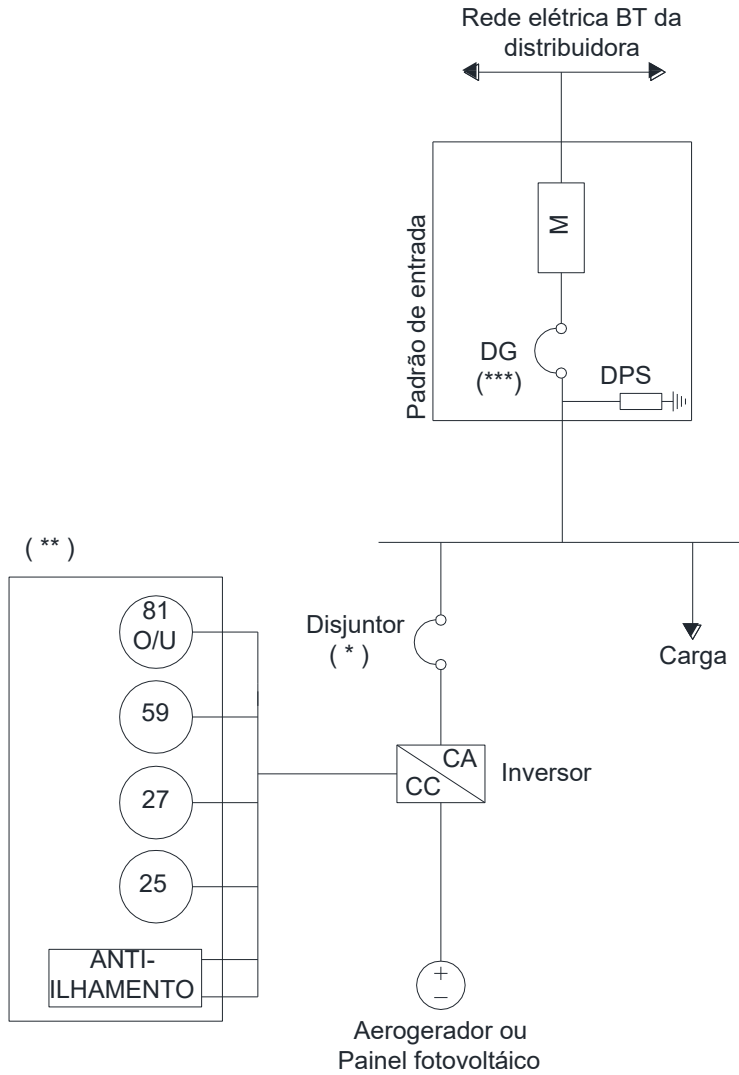 Rede elétrica BT da
distribuidora
Padrão de entrada
M
DG
(***)
DPS
( ** )
81
O/U
59
27
25
ANTI-
ILHAMENTO
Disjuntor
( * )
Carga
CA
CC
Inversor
+
−
Aerogerador ou
Painel fotovoltáico